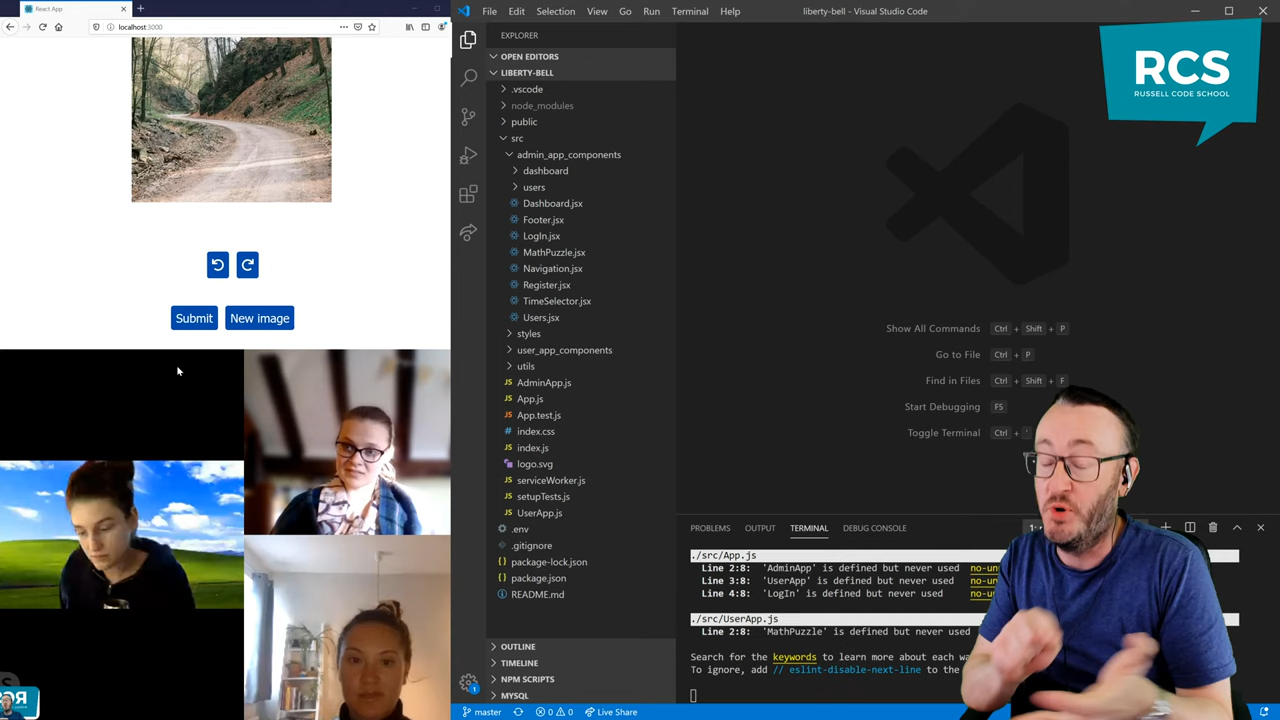 React App
localhost:3000
Submit
New image
File Edit Selection View Go Run Terminal Help
liberty-bell - Visual Studio Code
EXPLORER
OPEN EDITORS
LIBERTY-BELL
.vscode
node_modules
public
src
admin_app_components
dashboard
users
Dashboard.jsx
Footer.jsx
LogIn.jsx
MathPuzzle.jsx
Navigation.jsx
Register.jsx
TimeSelector.jsx
Users.jsx
styles
user_app_components
utils
AdminApp.js
App.js
App.test.js
index.css
index.js
logo.svg
serviceWorker.js
setupTests.js
UserApp.js
.env
.gitignore
package-lock.json
package.json
README.md
OUTLINE
TIMELINE
NPM SCRIPTS
MYSQL
master
0 0
Live Share
RCS
RUSSELL CODE SCHOOL
Show All Commands Ctrl + Shift + P
Go to File Ctrl + P
Find in Files Ctrl + Shift + F
Start Debugging F5
Toggle Terminal Ctrl + '
PROBLEMS OUTPUT TERMINAL DEBUG CONSOLE
./src/App.js
Line 2:8: 'AdminApp' is defined but never used no-un
Line 3:8: 'UserApp' is defined but never used no-un
Line 4:8: 'LogIn' is defined but never used no-un
./src/UserApp.js
Line 2:8: 'MathPuzzle' is defined but never used
Search for the keywords to learn more about each wa
To ignore, add // eslint-disable-next-line to the